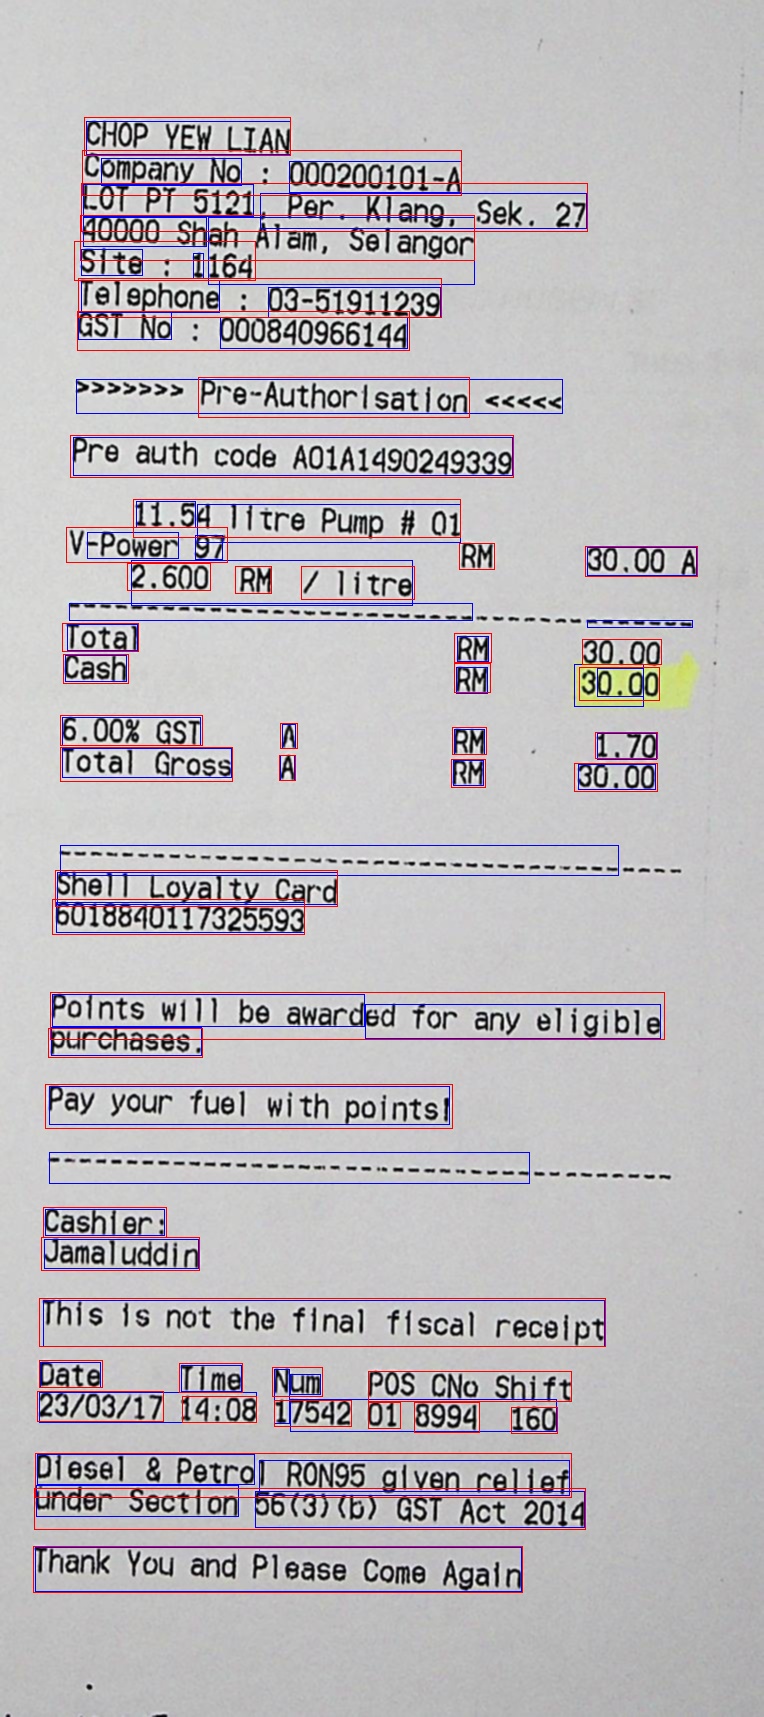 CHOP YEW LIAN
Company No : 000200101-A
LOT PT 5121, Per. Klang, Sek. 27
40000 Shah Alam, Selangor
Site : 1164
Telephone : 03-51911239
GST No : 000840966144
>>>>>>> Pre-Authorisation <<<<<
Pre auth code A01A1490249339
11.54 litre Pump # 01
V-Power 97 RM 30.00 A
2.600 RM / litre
Total RM 30.00
Cash RM 30.00
6.00% GST A RM 1.70
Total Gross A RM 30.00
Shell Loyalty Card
6018840117325593
Points will be awarded for any eligible
purchases.
Pay your fuel with points!
Cashier:
Jamaluddin
This is not the final fiscal receipt
Date Time Num POS CNo Shift
23/03/17 14:08 17542 01 8994 160
Diesel & Petrol RON95 given relief
under Section 56(3)(b) GST Act 2014
Thank You and Please Come Again